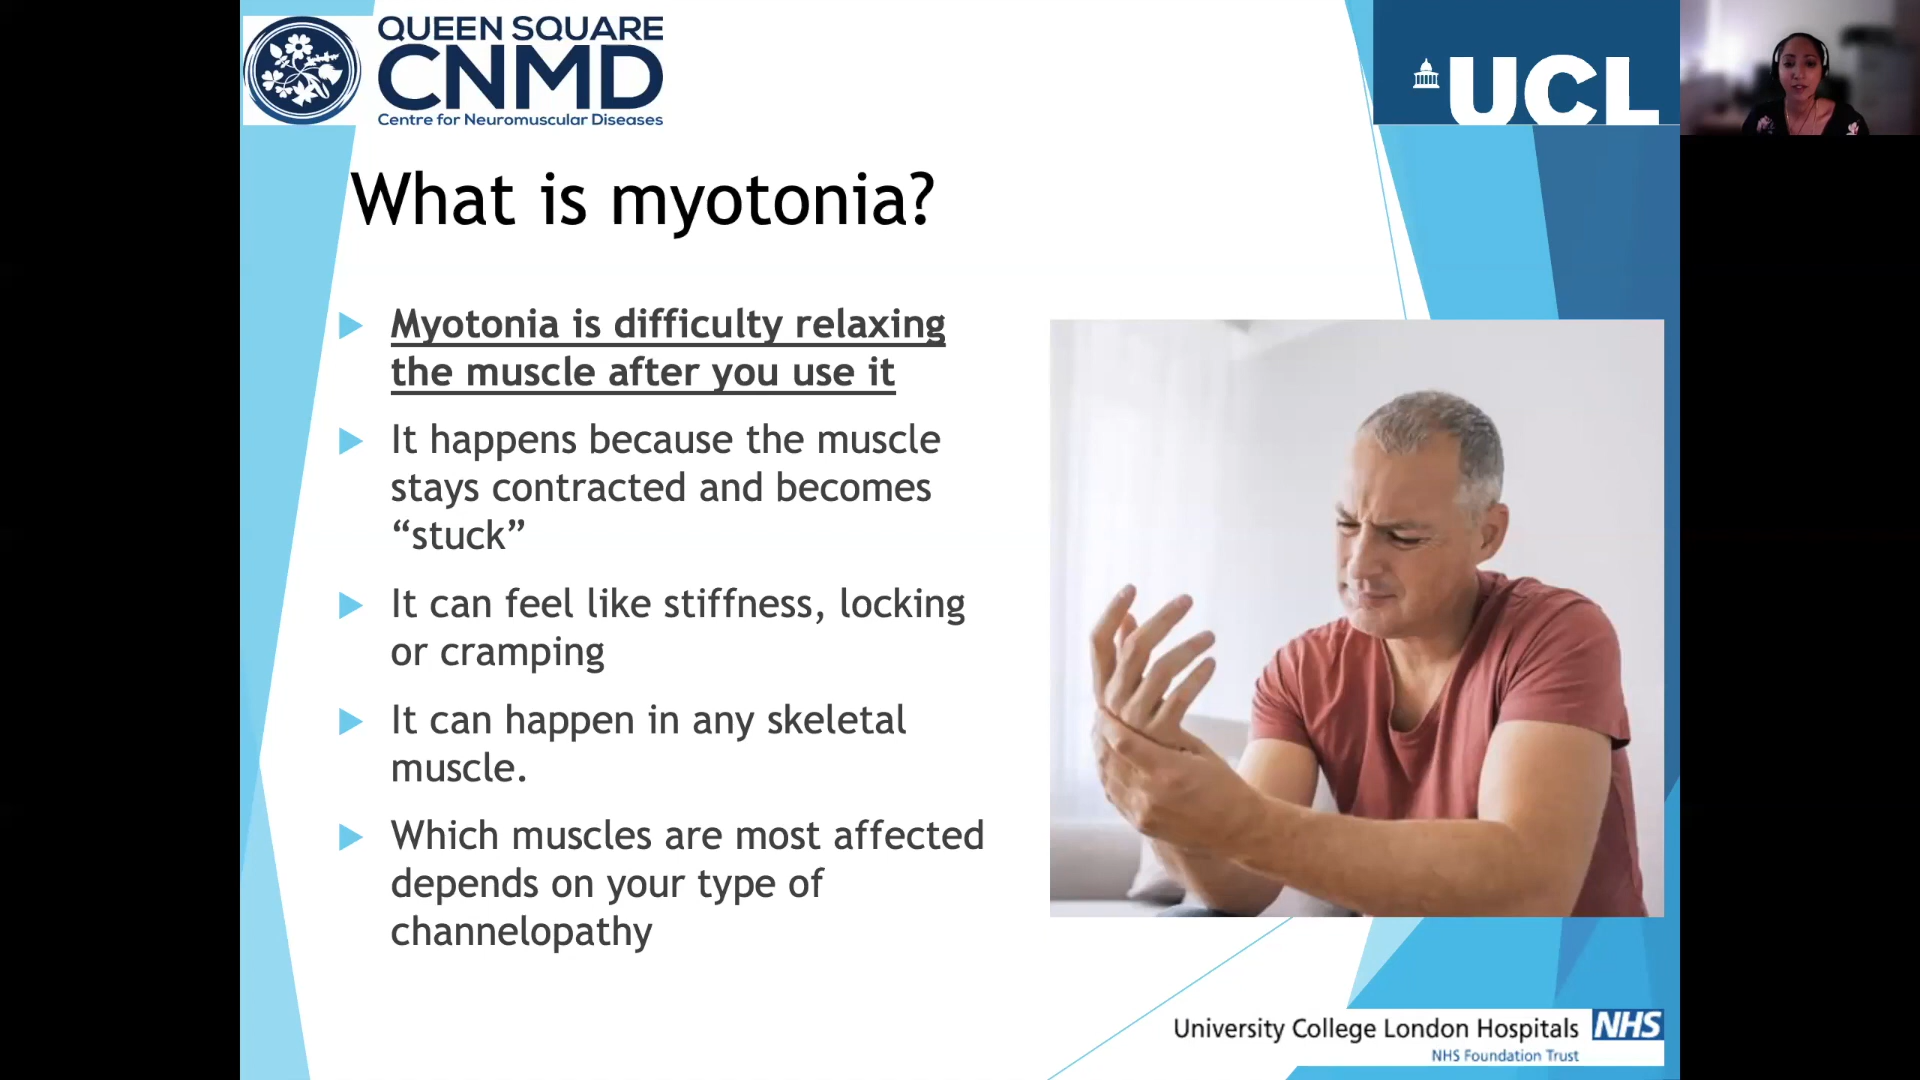 QUEEN SQUARE
CNMD
Centre for Neuromuscular Diseases
UCL
What is myotonia?
Myotonia is difficulty relaxing
the muscle after you use it
It happens because the muscle
stays contracted and becomes
“stuck”
It can feel like stiffness, locking
or cramping
It can happen in any skeletal
muscle.
Which muscles are most affected
depends on your type of
channelopathy
University College London Hospitals NHS
NHS Foundation Trust